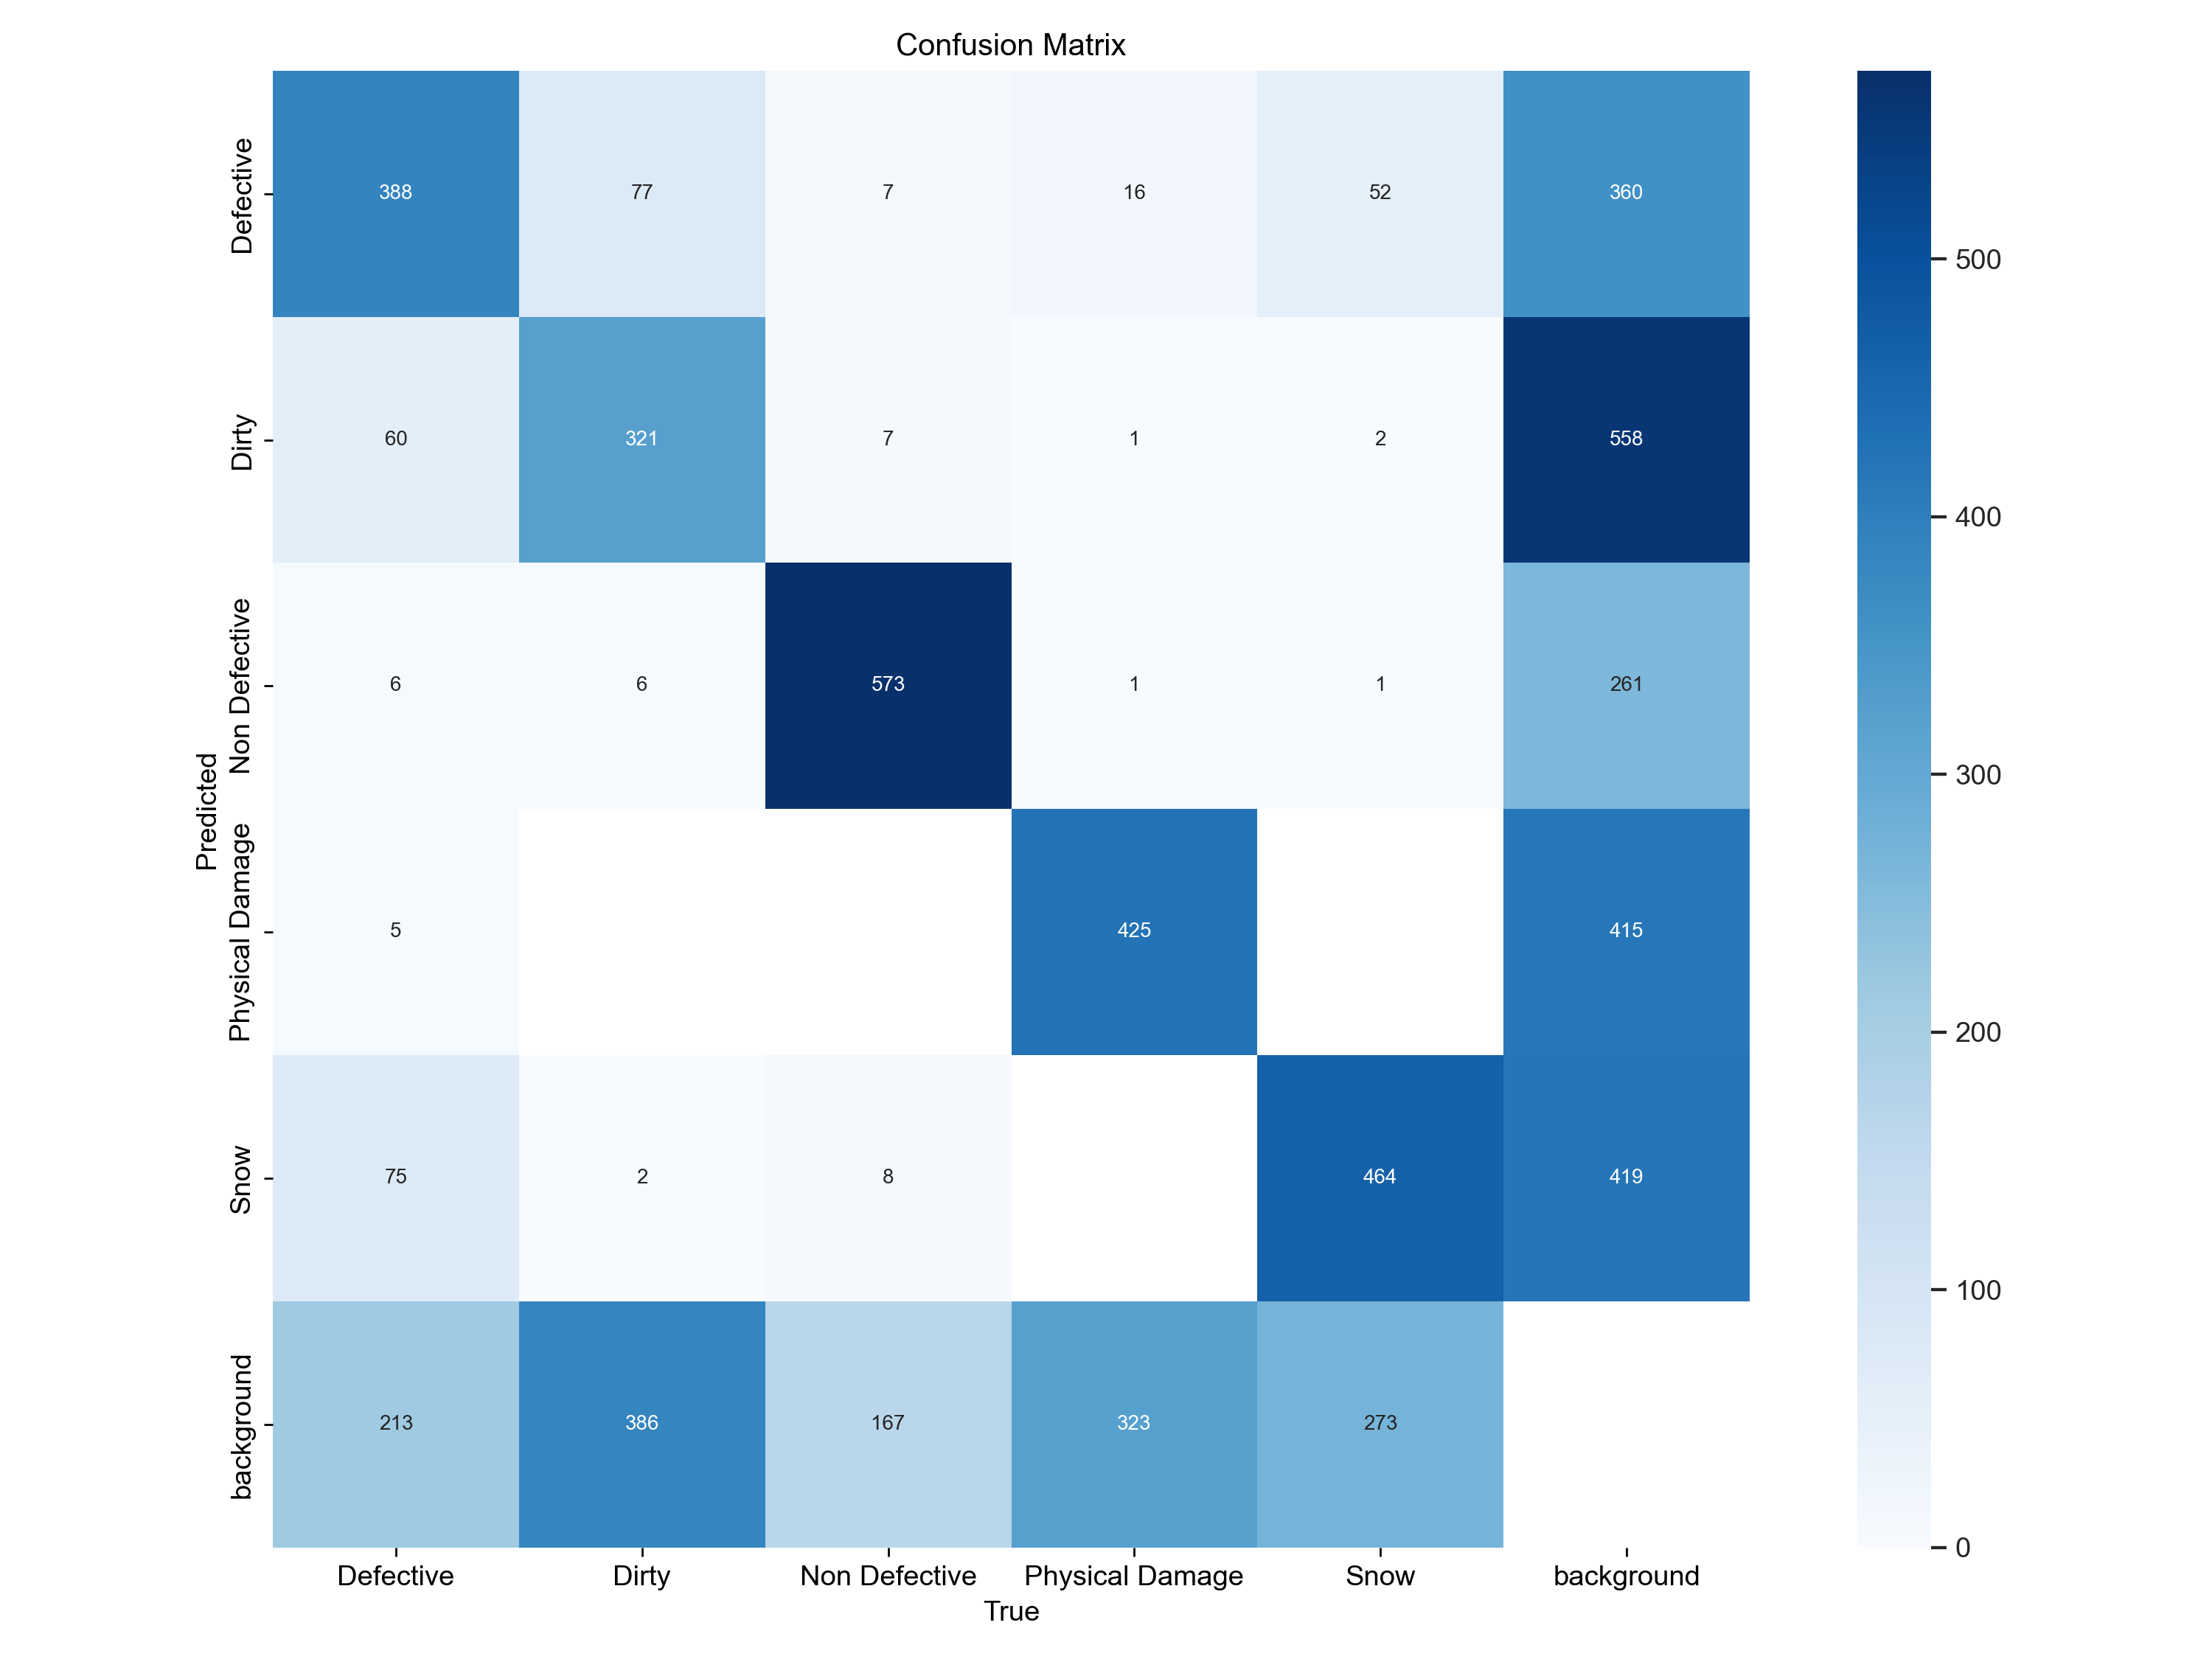 Confusion Matrix
Defective
388 77 7 16 52 360
Dirty
60 321 7 1 2 558
Non Defective
6 6 573 1 1 261
Physical Damage
5 425 415
Snow
75 2 8 464 419
background
213 386 167 323 273
Predicted
Defective Dirty Non Defective Physical Damage Snow background
True
500
400
300
200
100
0